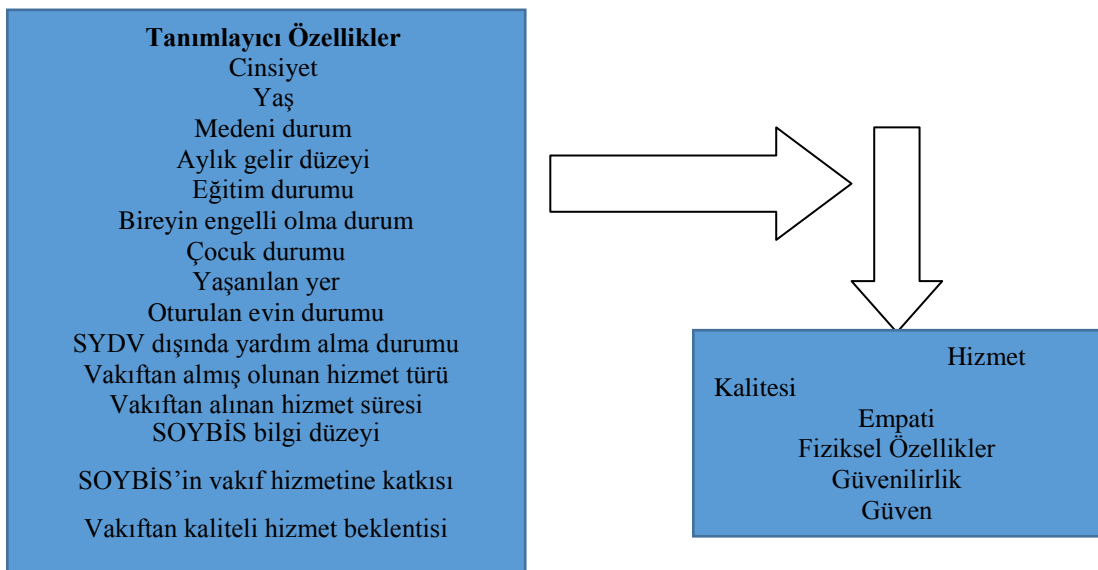 Tanımlayıcı Özellikler
Cinsiyet
Yaş
Medeni durum
Aylık gelir düzeyi
Eğitim durumu
Bireyin engelli olma durum
Çocuk durumu
Yaşanılan yer
Oturulan evin durumu
SYDV dışında yardım alma durumu
Vakıftan almış olunan hizmet türü
Vakıftan alınan hizmet süresi
SOYBİS bilgi düzeyi
SOYBİS’in vakıf hizmetine katkısı
Vakıftan kaliteli hizmet beklentisi
Hizmet
Kalitesi
Empati
Fiziksel Özellikler
Güvenilirlik
Güven